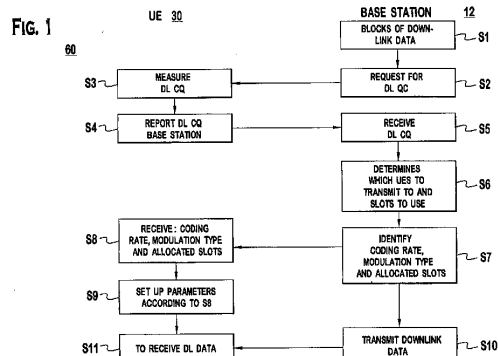 FIG. 1
UE 30
BASE STATION 12
60
BLOCKS OF DOWN-
LINK DATA
S1
S3
MEASURE
DL CQ
REQUEST FOR
DL QC
S2
S4
REPORT DL CQ
BASE STATION
RECEIVE
DL CQ
S5
DETERMINES
WHICH UES TO
TRANSMIT TO AND
SLOTS TO USE
S6
S8
RECEIVE: CODING
RATE, MODULATION TYPE
AND ALLOCATED SLOTS
IDENTIFY
CODING RATE,
MODULATION TYPE
AND ALLOCATED SLOTS
S7
S9
SET UP PARAMETERS
ACCORDING TO S8
S11
TO RECEIVE DL DATA
TRANSMIT DOWNLINK
DATA
S10